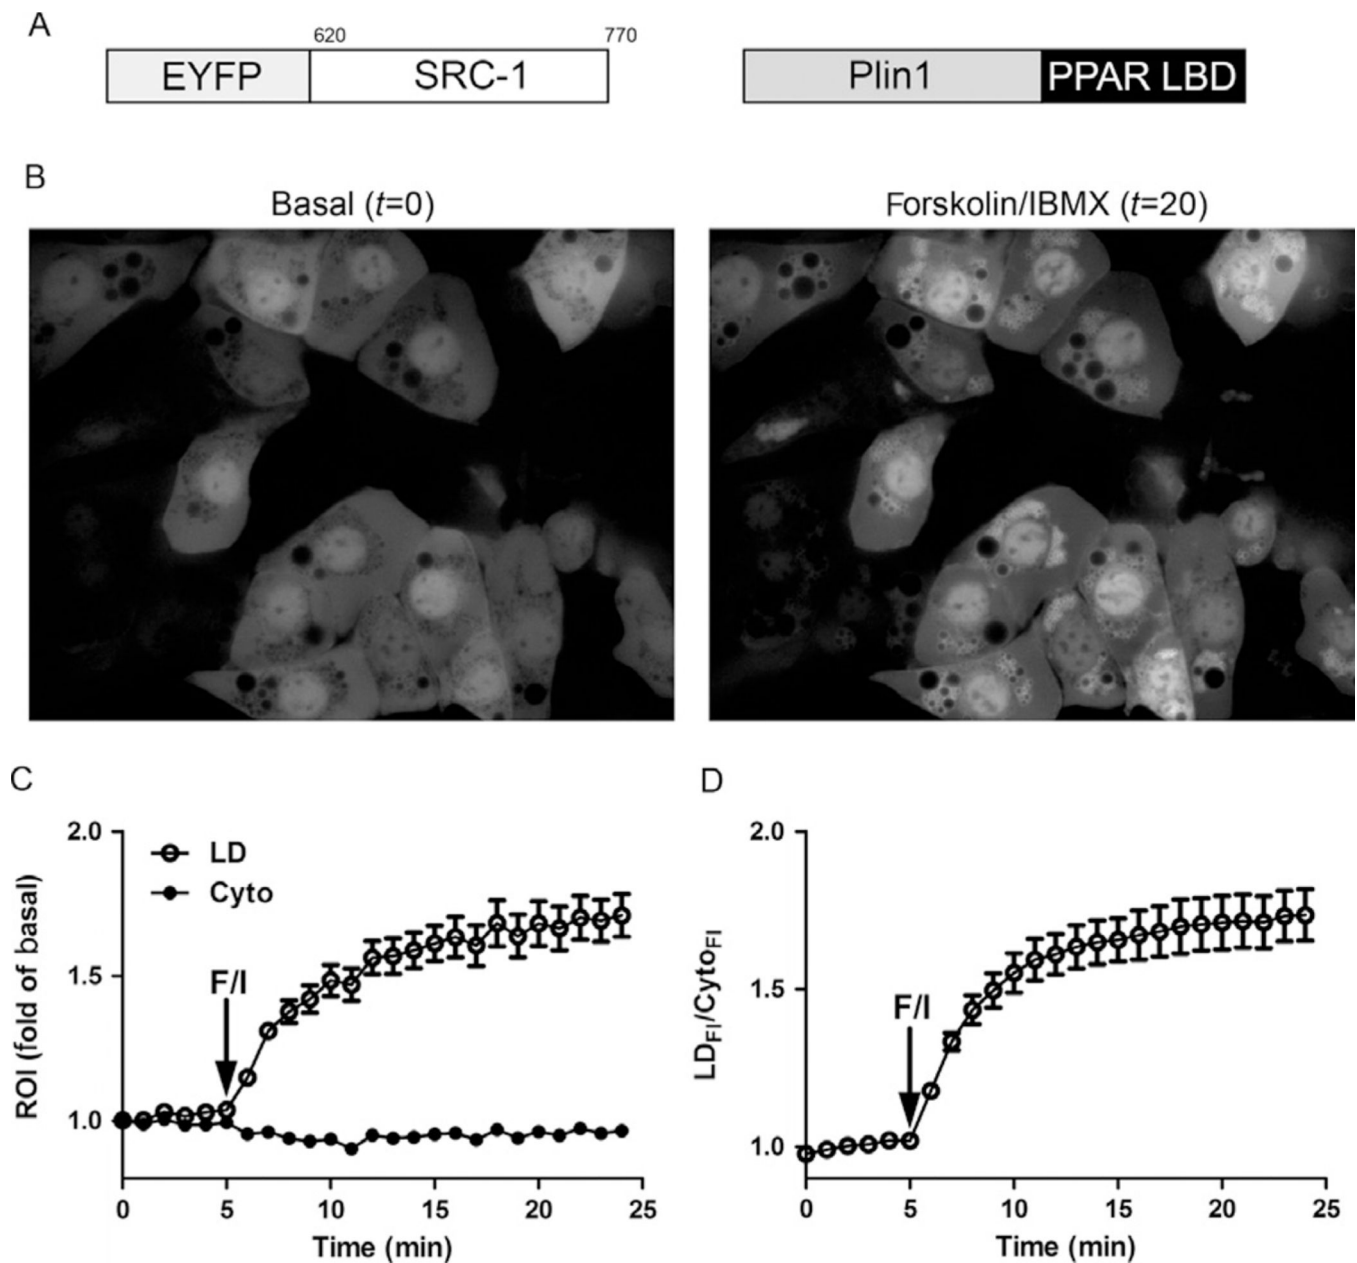 A
620
770
EYFP
SRC-1
Plin1
PPAR LBD
B
Basal (t=0)
Forskolin/IBMX (t=20)
C
2.0
1.5
1.0
ROI (fold of basal)
LD
Cyto
F/I
0 5 10 15 20 25
Time (min)
D
2.0
1.5
1.0
LDFI/CytoFI
F/I
0 5 10 15 20 25
Time (min)